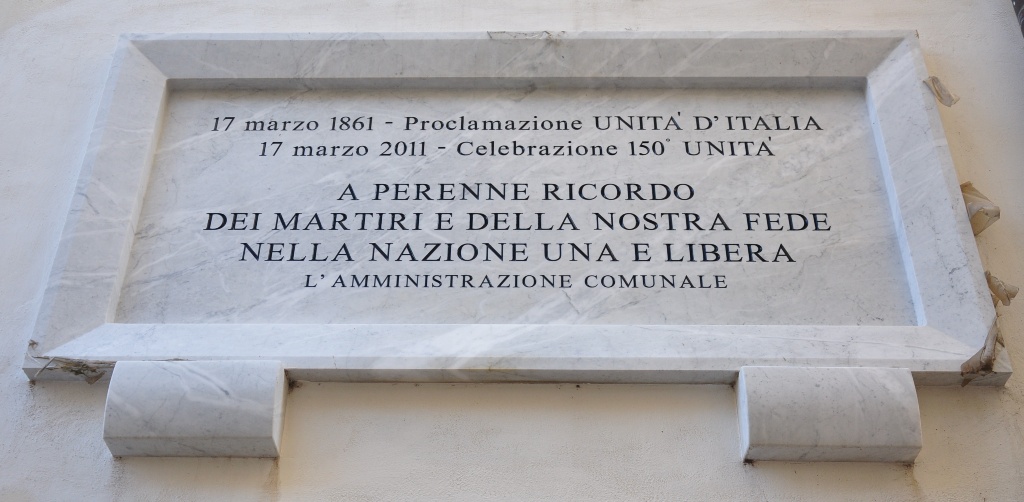 17 marzo 1861 - Proclamazione UNITA' D'ITALIA
17 marzo 2011 - Celebrazione 150° UNITA'
A PERENNE RICORDO
DEI MARTIRI E DELLA NOSTRA FEDE
NELLA NAZIONE UNA E LIBERA
L'AMMINISTRAZIONE COMUNALE